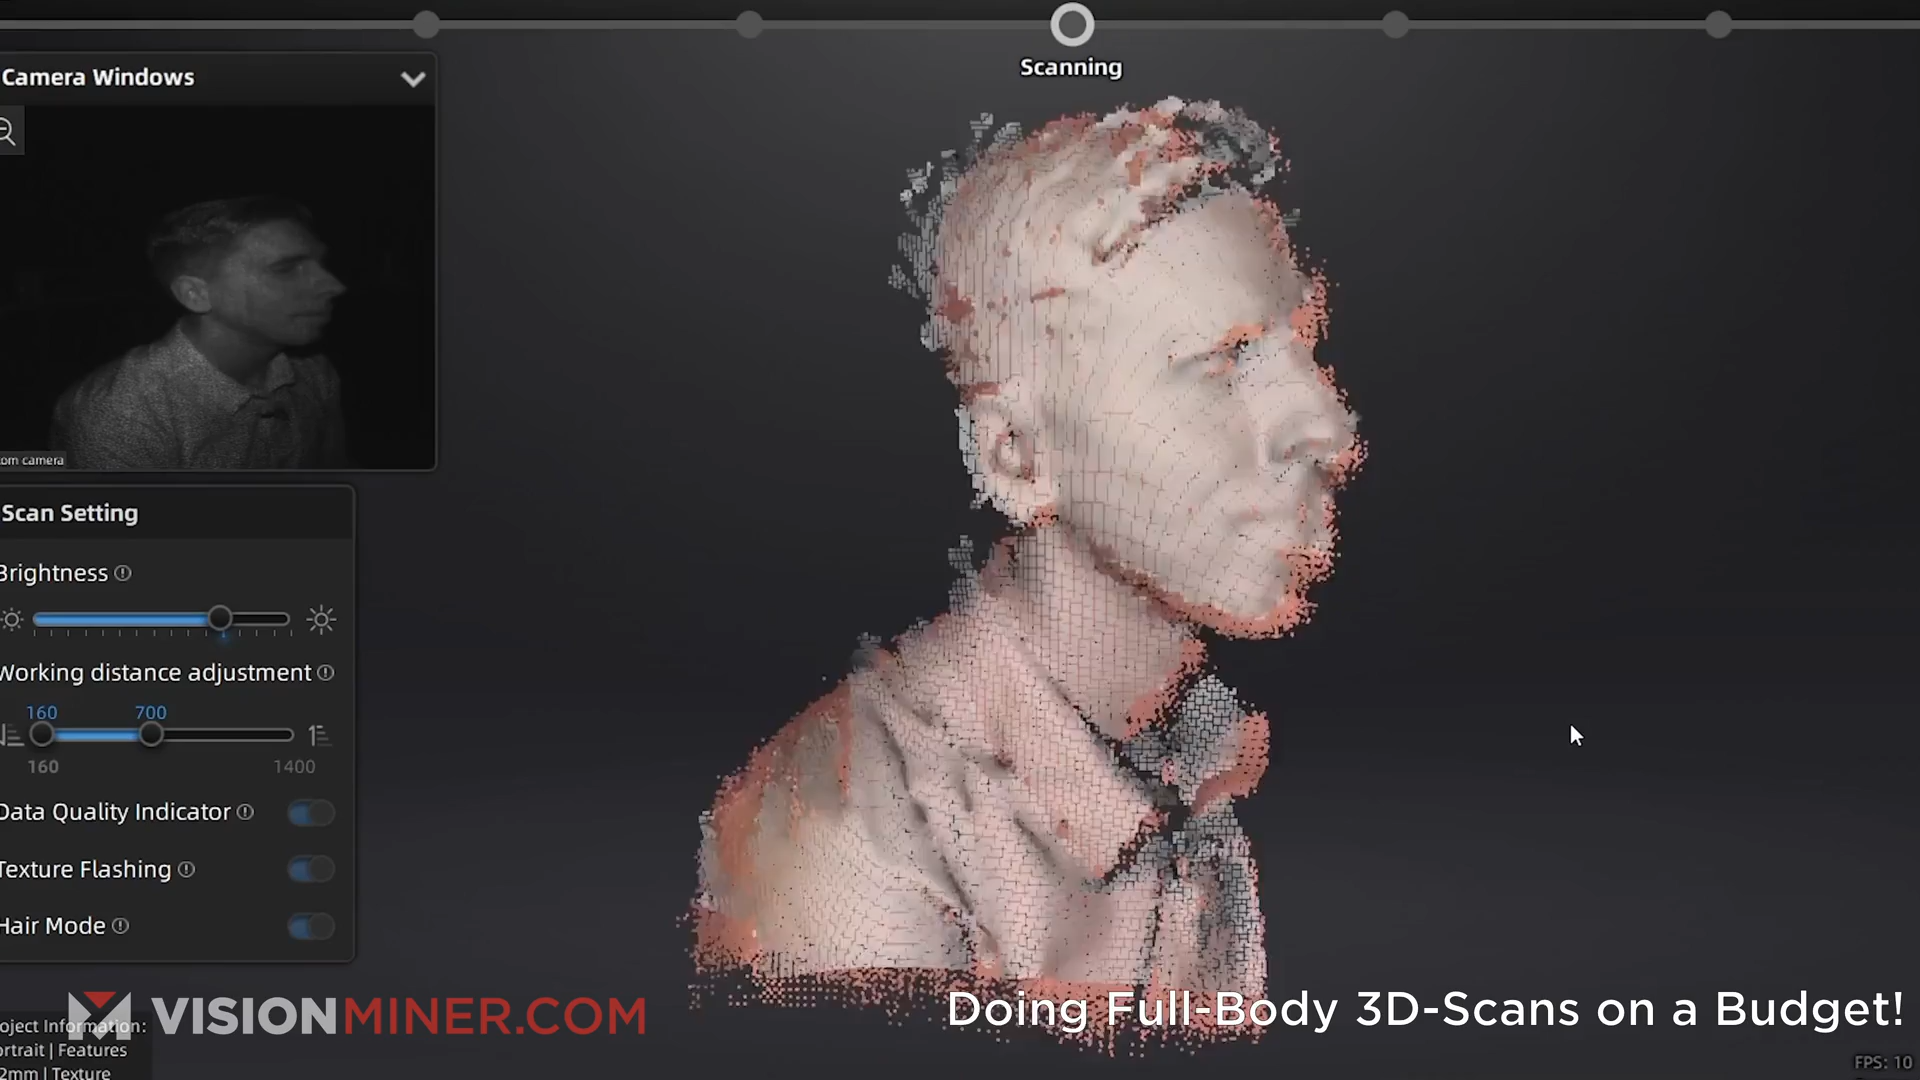 Scanning
Camera Windows
om camera
Scan Setting
Brightness
Working distance adjustment
160 700
160 1400
Data Quality Indicator
Texture Flashing
Hair Mode
oject Information:
ortrait | Features
2mm | Texture
VISIONMINER.COM
Doing Full-Body 3D-Scans on a Budget!
FPS: 10